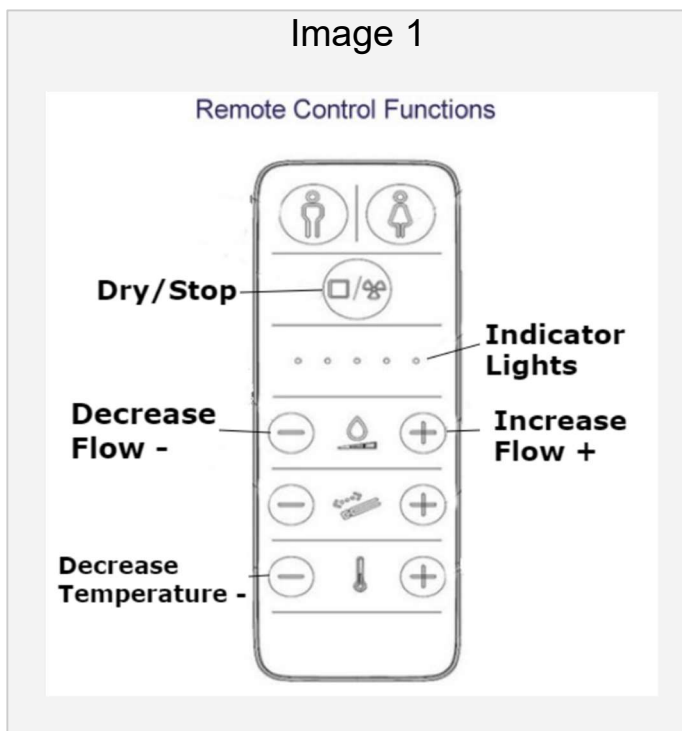 Image 1
Remote Control Functions
Dry/Stop
Indicator
Lights
Decrease
Flow -
Increase
Flow +
Decrease
Temperature -